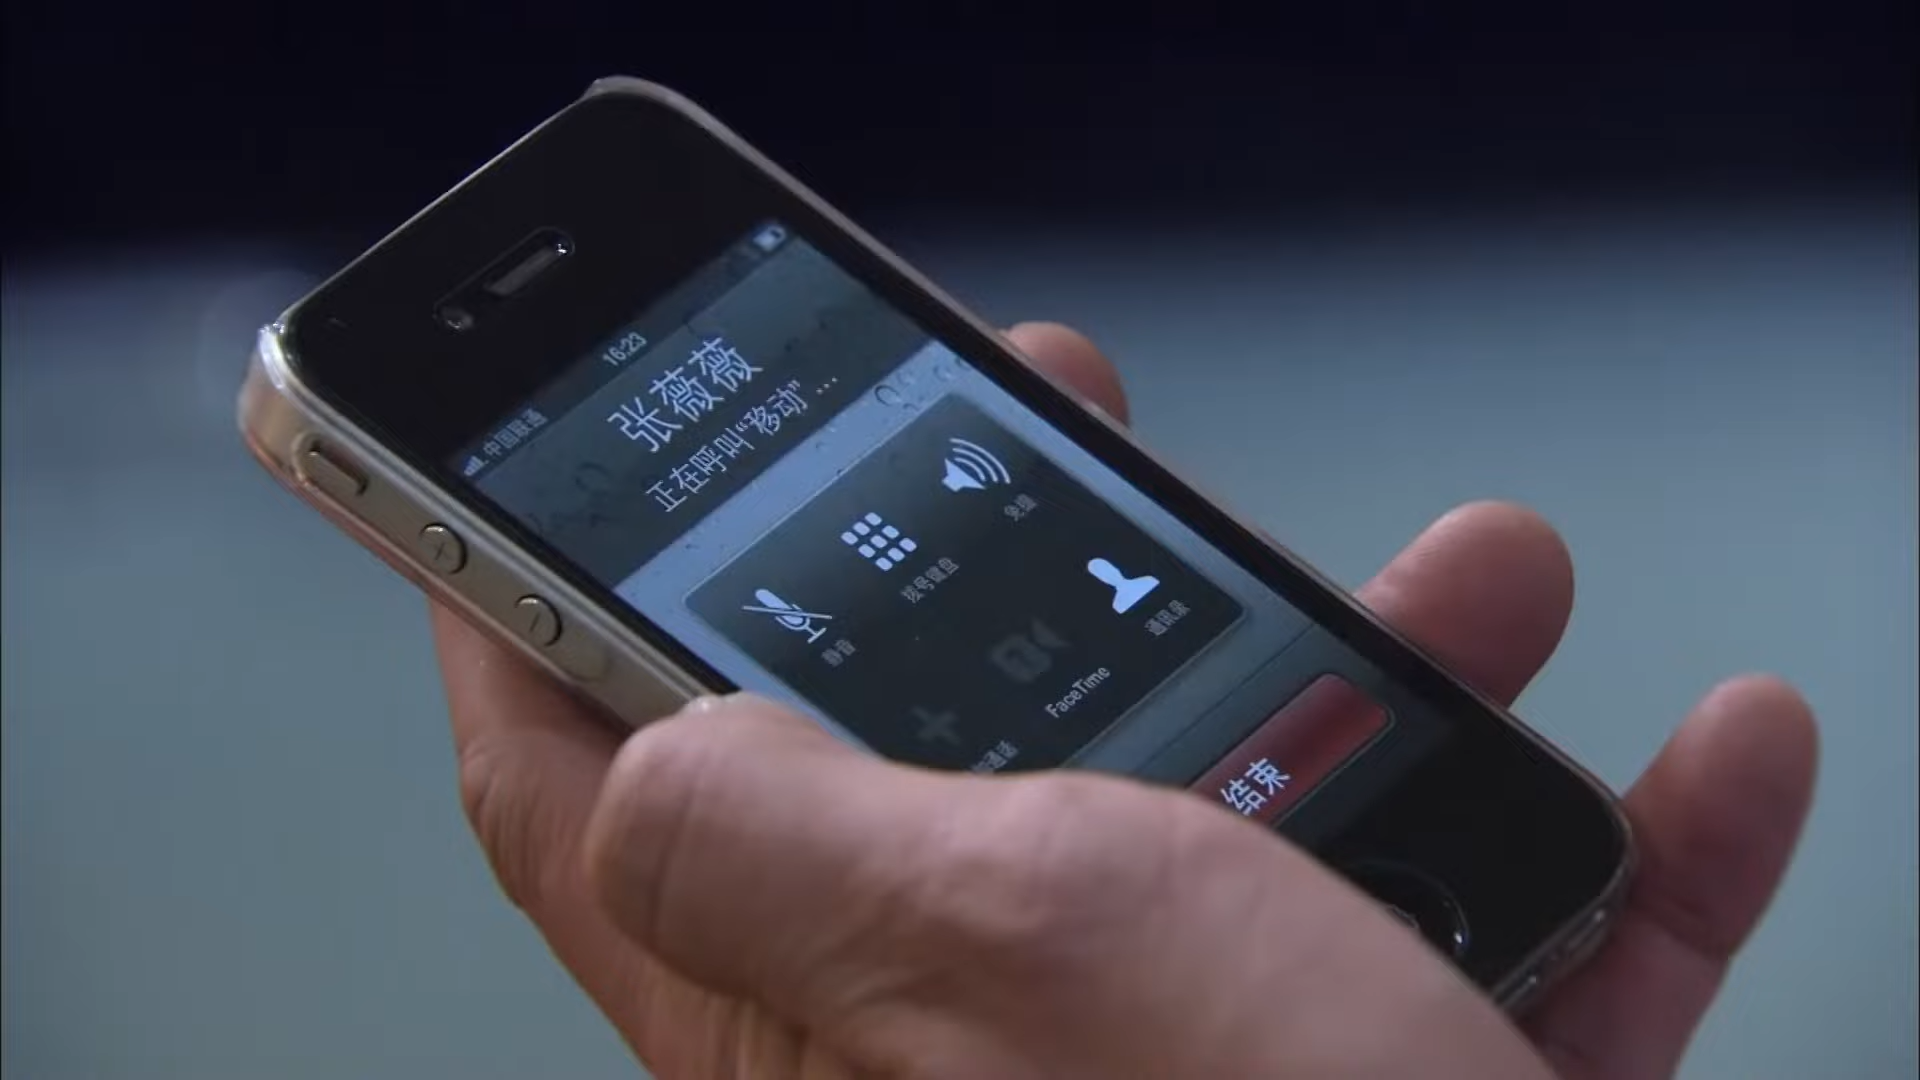 中国联通
16:23
张薇薇
正在呼叫“移动”…
静音
拨号键盘
免提
FaceTime
通讯录
结束